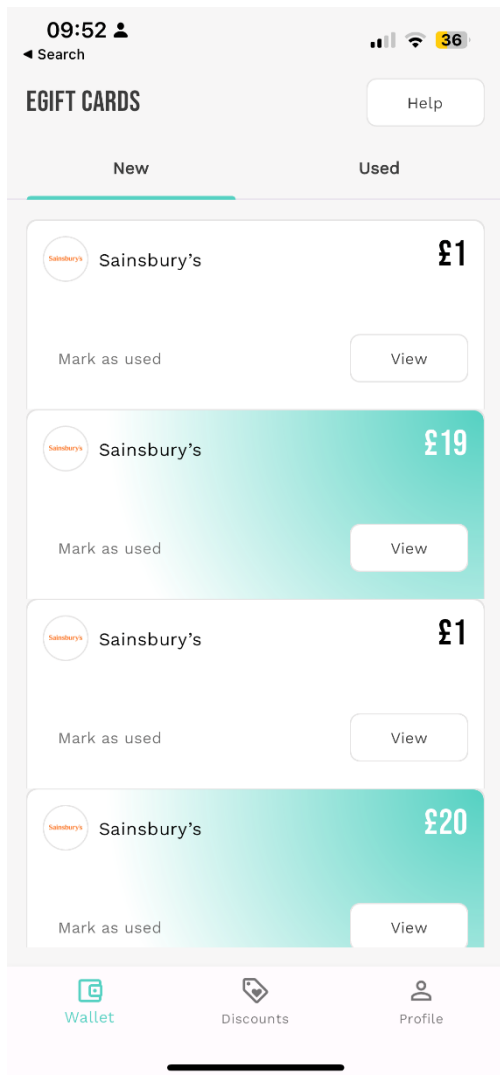 09:52
◀ Search
36
EGIFT CARDS
Help
New
Used
Sainsbury's
Sainsbury’s
£1
Mark as used
View
Sainsbury's
Sainsbury’s
£19
Mark as used
View
Sainsbury's
Sainsbury’s
£1
Mark as used
View
Sainsbury's
Sainsbury’s
£20
Mark as used
View
Wallet
Discounts
Profile